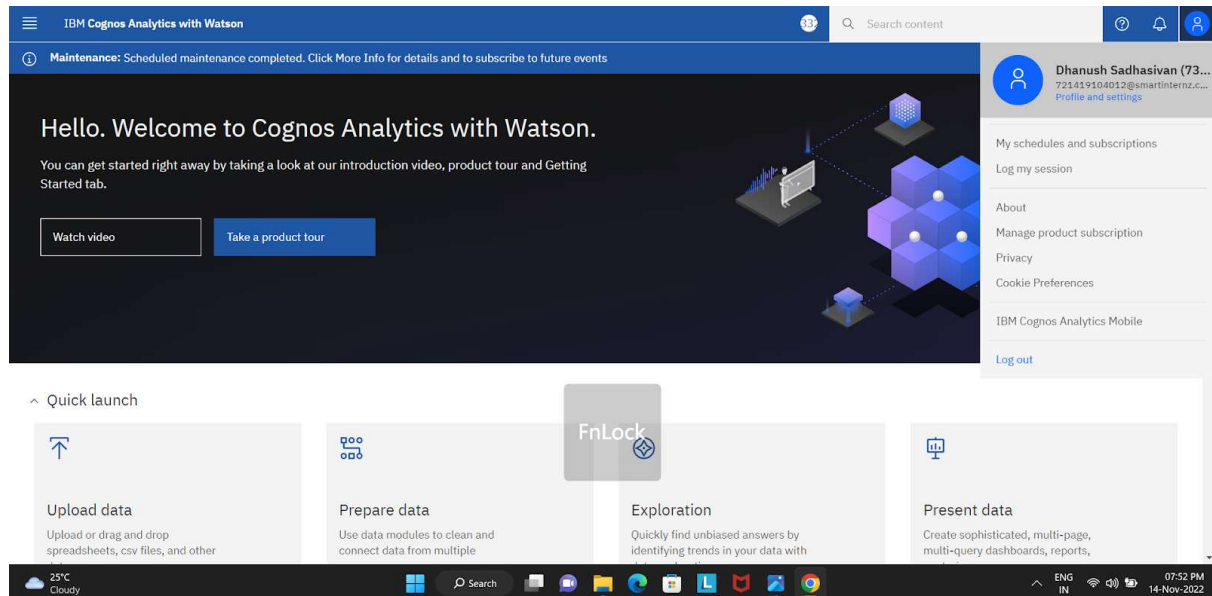 IBM Cognos Analytics with Watson
Search content
Maintenance: Scheduled maintenance completed. Click More Info for details and to subscribe to future events
Dhanush Sadhasivan (73...
721419104012@smartinternz.c...
Profile and settings
My schedules and subscriptions
Log my session
About
Manage product subscription
Privacy
Cookie Preferences
IBM Cognos Analytics Mobile
Log out
Hello. Welcome to Cognos Analytics with Watson.
You can get started right away by taking a look at our introduction video, product tour and Getting
Started tab.
Watch video
Take a product tour
Quick launch
FnLock
Upload data
Upload or drag and drop
spreadsheets, csv files, and other
Prepare data
Use data modules to clean and
connect data from multiple
Exploration
Quickly find unbiased answers by
identifying trends in your data with
Present data
Create sophisticated, multi-page,
multi-query dashboards, reports,
25°C
Cloudy
Search
ENG
IN
07:52 PM
14-Nov-2022